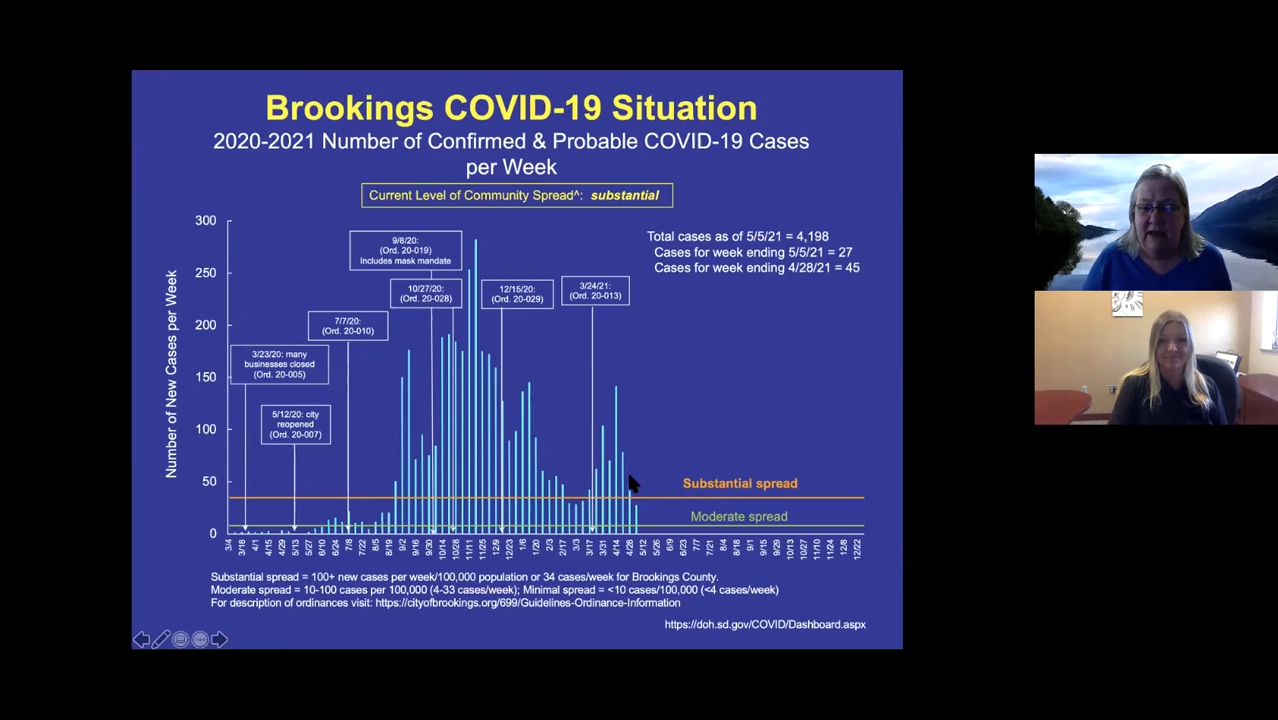 Brookings COVID-19 Situation
2020-2021 Number of Confirmed & Probable COVID-19 Cases
per Week
Current Level of Community Spread^: substantial
Total cases as of 5/5/21 = 4,198
Cases for week ending 5/5/21 = 27
Cases for week ending 4/28/21 = 45
Number of New Cases per Week
300
250
200
150
100
50
0
9/8/20:
(Ord. 20-019)
Includes mask mandate
10/27/20:
(Ord. 20-028)
12/15/20:
(Ord. 20-029)
3/24/21:
(Ord. 20-013)
7/7/20:
(Ord. 20-010)
3/23/20: many
businesses closed
(Ord. 20-005)
5/12/20: city
reopened
(Ord. 20-007)
Substantial spread
Moderate spread
3/4
3/18
4/1
4/15
4/29
5/13
5/27
6/10
6/24
7/8
7/22
8/5
8/19
9/2
9/16
9/30
10/14
10/28
11/11
11/25
12/9
12/23
1/6
1/20
2/3
2/17
3/3
3/17
3/31
4/14
4/28
5/12
5/26
6/9
6/23
7/7
7/21
8/4
8/18
9/1
9/15
9/29
10/13
10/27
11/10
11/24
12/8
12/22
Substantial spread = 100+ new cases per week/100,000 population or 34 cases/week for Brookings County.
Moderate spread = 10-100 cases per 100,000 (4-33 cases/week); Minimal spread = <10 cases/100,000 (<4 cases/week)
For description of ordinances visit: https://cityofbrookings.org/699/Guidelines-Ordinance-Information
https://doh.sd.gov/COVID/Dashboard.aspx